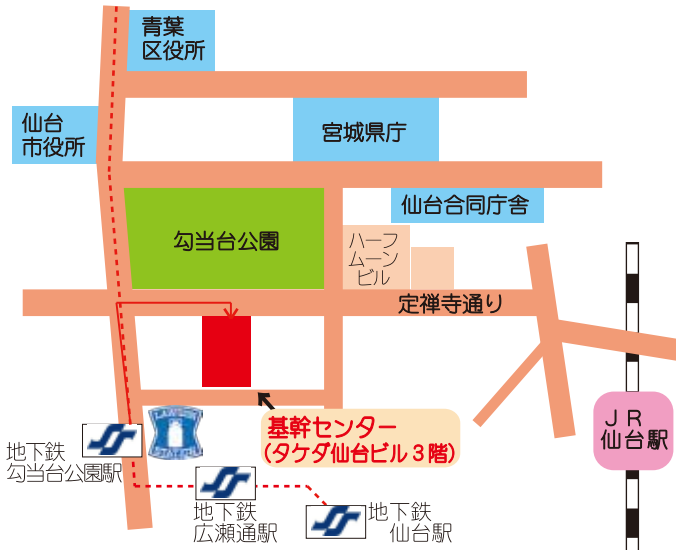 青葉
区役所
仙台
市役所
宮城県庁
仙台合同庁舎
勾当台公園
ハーフ
ムーン
ビル
定禅寺通り
基幹センター
(タケダ仙台ビル3階)
JR
仙台駅
地下鉄
勾当台公園駅
LAWSON
STATION
地下鉄
広瀬通駅
地下鉄
仙台駅